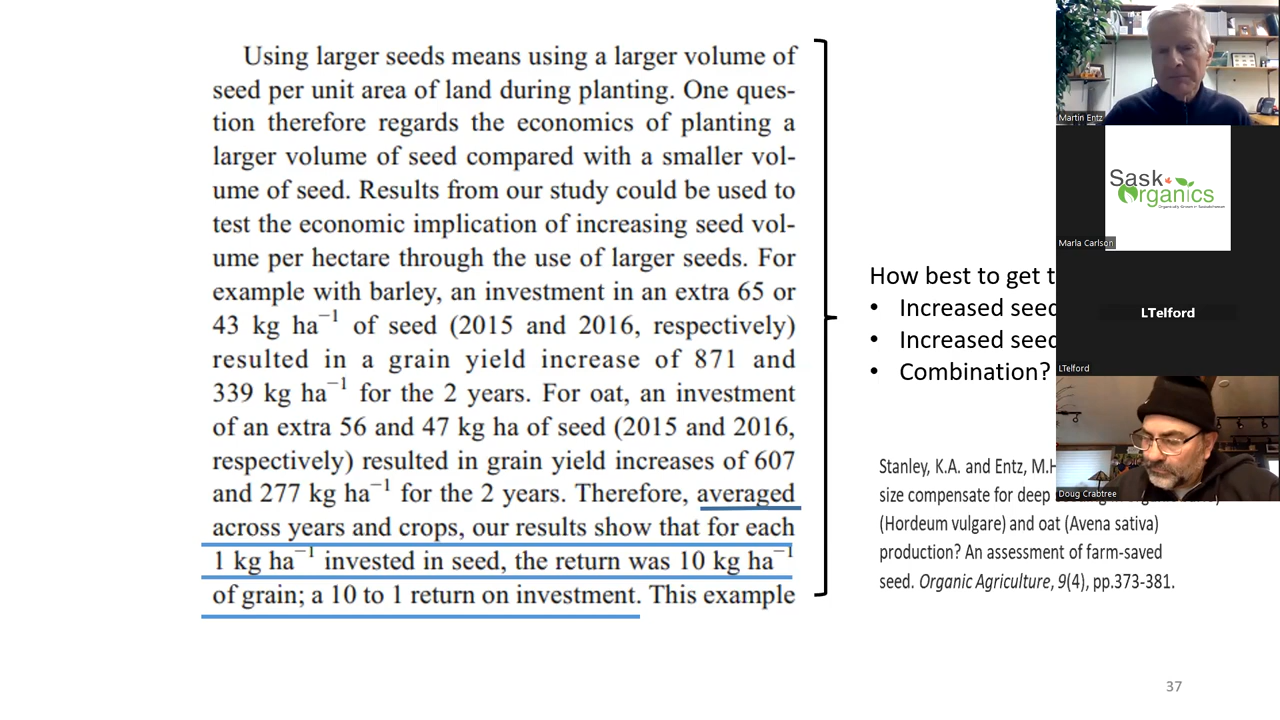 Using larger seeds means using a larger volume of
seed per unit area of land during planting. One ques-
tion therefore regards the economics of planting a
larger volume of seed compared with a smaller vol-
ume of seed. Results from our study could be used to
test the economic implication of increasing seed vol-
ume per hectare through the use of larger seeds. For
example with barley, an investment in an extra 65 or
43 kg ha⁻¹ of seed (2015 and 2016, respectively)
resulted in a grain yield increase of 871 and
339 kg ha⁻¹ for the 2 years. For oat, an investment
of an extra 56 and 47 kg ha of seed (2015 and 2016,
respectively) resulted in grain yield increases of 607
and 277 kg ha⁻¹ for the 2 years. Therefore, averaged
across years and crops, our results show that for each
1 kg ha⁻¹ invested in seed, the return was 10 kg ha⁻¹
of grain; a 10 to 1 return on investment. This example
How best to get t
• Increased seed
• Increased seed
• Combination?
Stanley, K.A. and Entz, M.H
size compensate for deep
(Hordeum vulgare) and oat (Avena sativa)
production? An assessment of farm-saved
seed. Organic Agriculture, 9(4), pp.373-381.
37
Martin Entz
Sask
Organics
Marla Carlson
LTelford
LTelford
Doug Crabtree